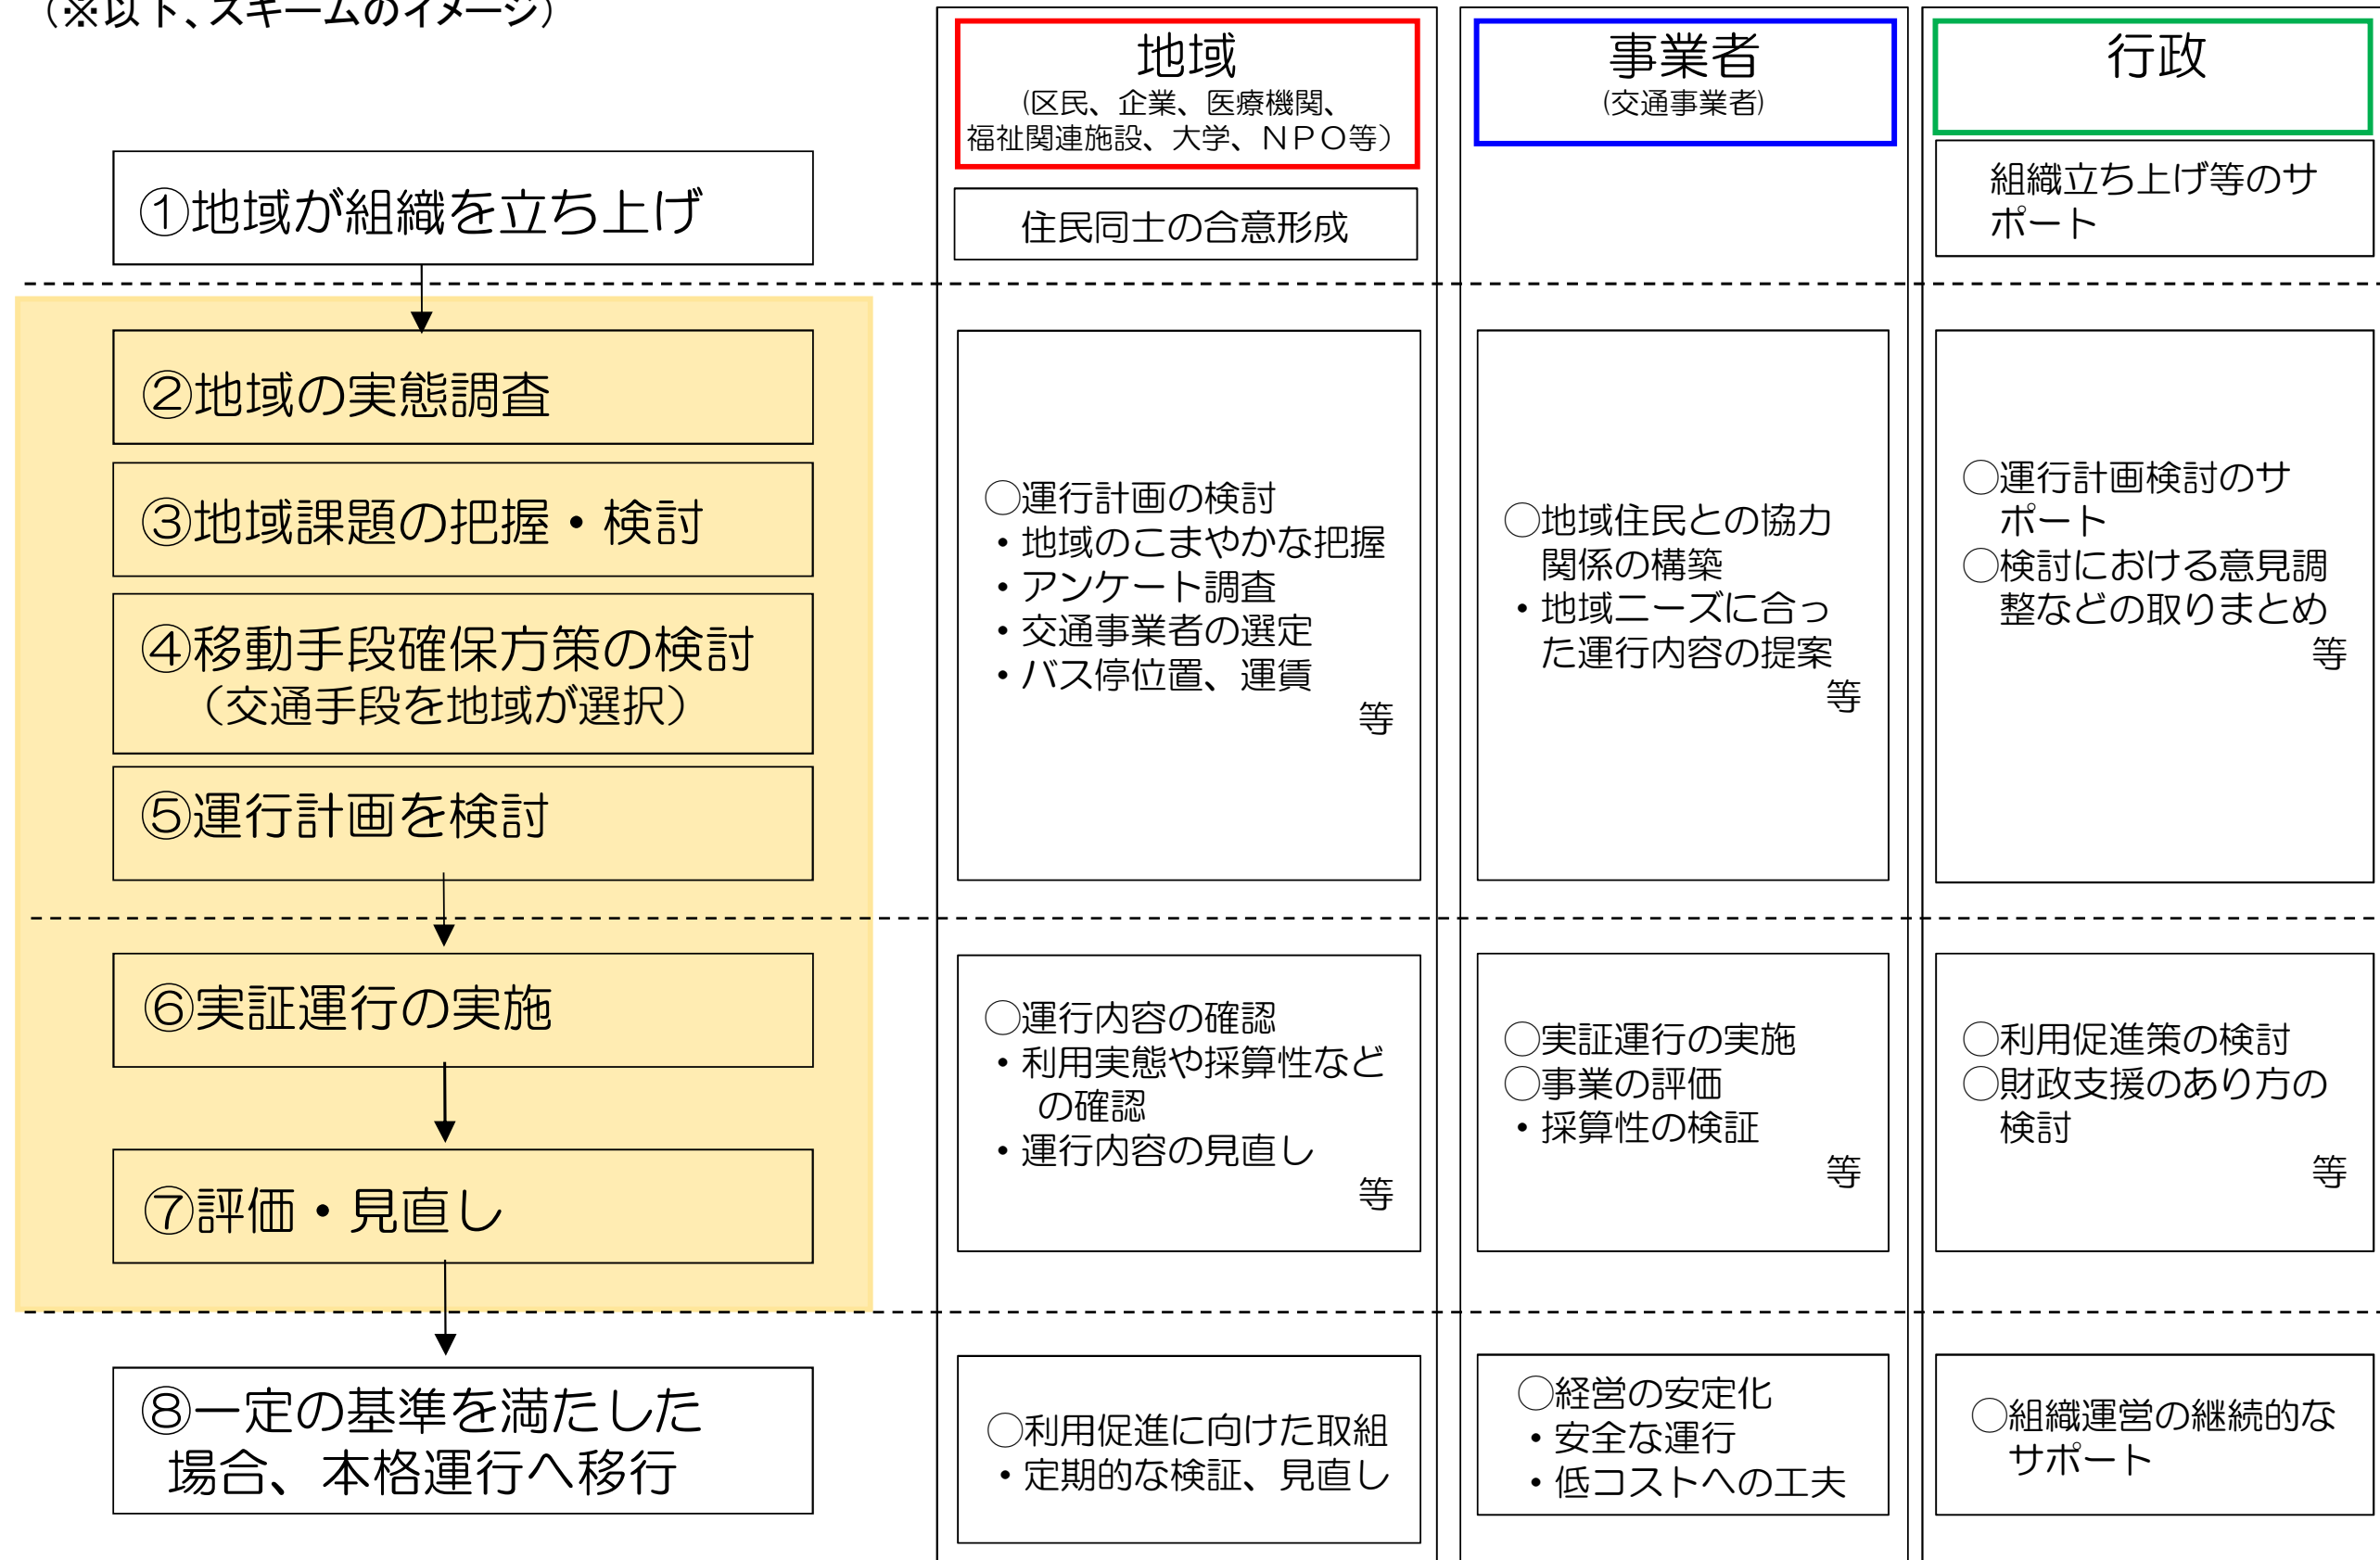 （※以下、スキームのイメージ）
地域
（区民、企業、医療機関、
福祉関連施設、大学、ＮＰＯ等）
事業者
（交通事業者）
行政
①地域が組織を立ち上げ
住民同士の合意形成
組織立ち上げ等のサ
ポート
②地域の実態調査
③地域課題の把握・検討
④移動手段確保方策の検討
（交通手段を地域が選択）
⑤運行計画を検討
○運行計画の検討
・地域のこまやかな把握
・アンケート調査
・交通事業者の選定
・バス停位置、運賃
等
○地域住民との協力
関係の構築
・地域ニーズに合っ
た運行内容の提案
等
○運行計画検討のサ
ポート
○検討における意見調
整などの取りまとめ
等
⑥実証運行の実施
⑦評価・見直し
○運行内容の確認
・利用実態や採算性など
の確認
・運行内容の見直し
等
○実証運行の実施
○事業の評価
・採算性の検証
等
○利用促進策の検討
○財政支援のあり方の
検討
等
⑧一定の基準を満たした
場合、本格運行へ移行
○利用促進に向けた取組
・定期的な検証、見直し
○経営の安定化
・安全な運行
・低コストへの工夫
○組織運営の継続的な
サポート